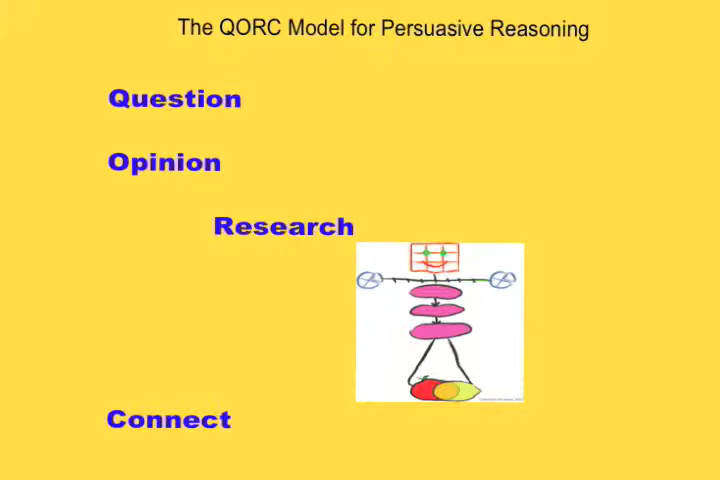 The QORC Model for Persuasive Reasoning
Question
Opinion
Research
Connect